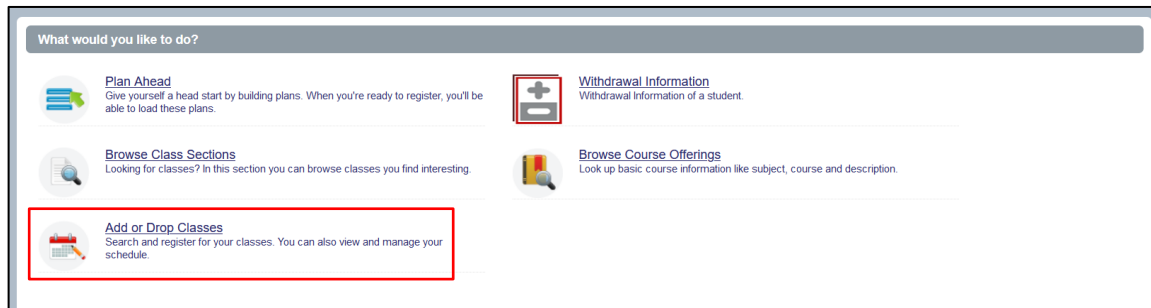 What would you like to do?
Plan Ahead
Give yourself a head start by building plans. When you're ready to register, you'll be
able to load these plans.
Withdrawal Information
Withdrawal Information of a student.
Browse Class Sections
Looking for classes? In this section you can browse classes you find interesting.
Browse Course Offerings
Look up basic course information like subject, course and description.
Add or Drop Classes
Search and register for your classes. You can also view and manage your
schedule.